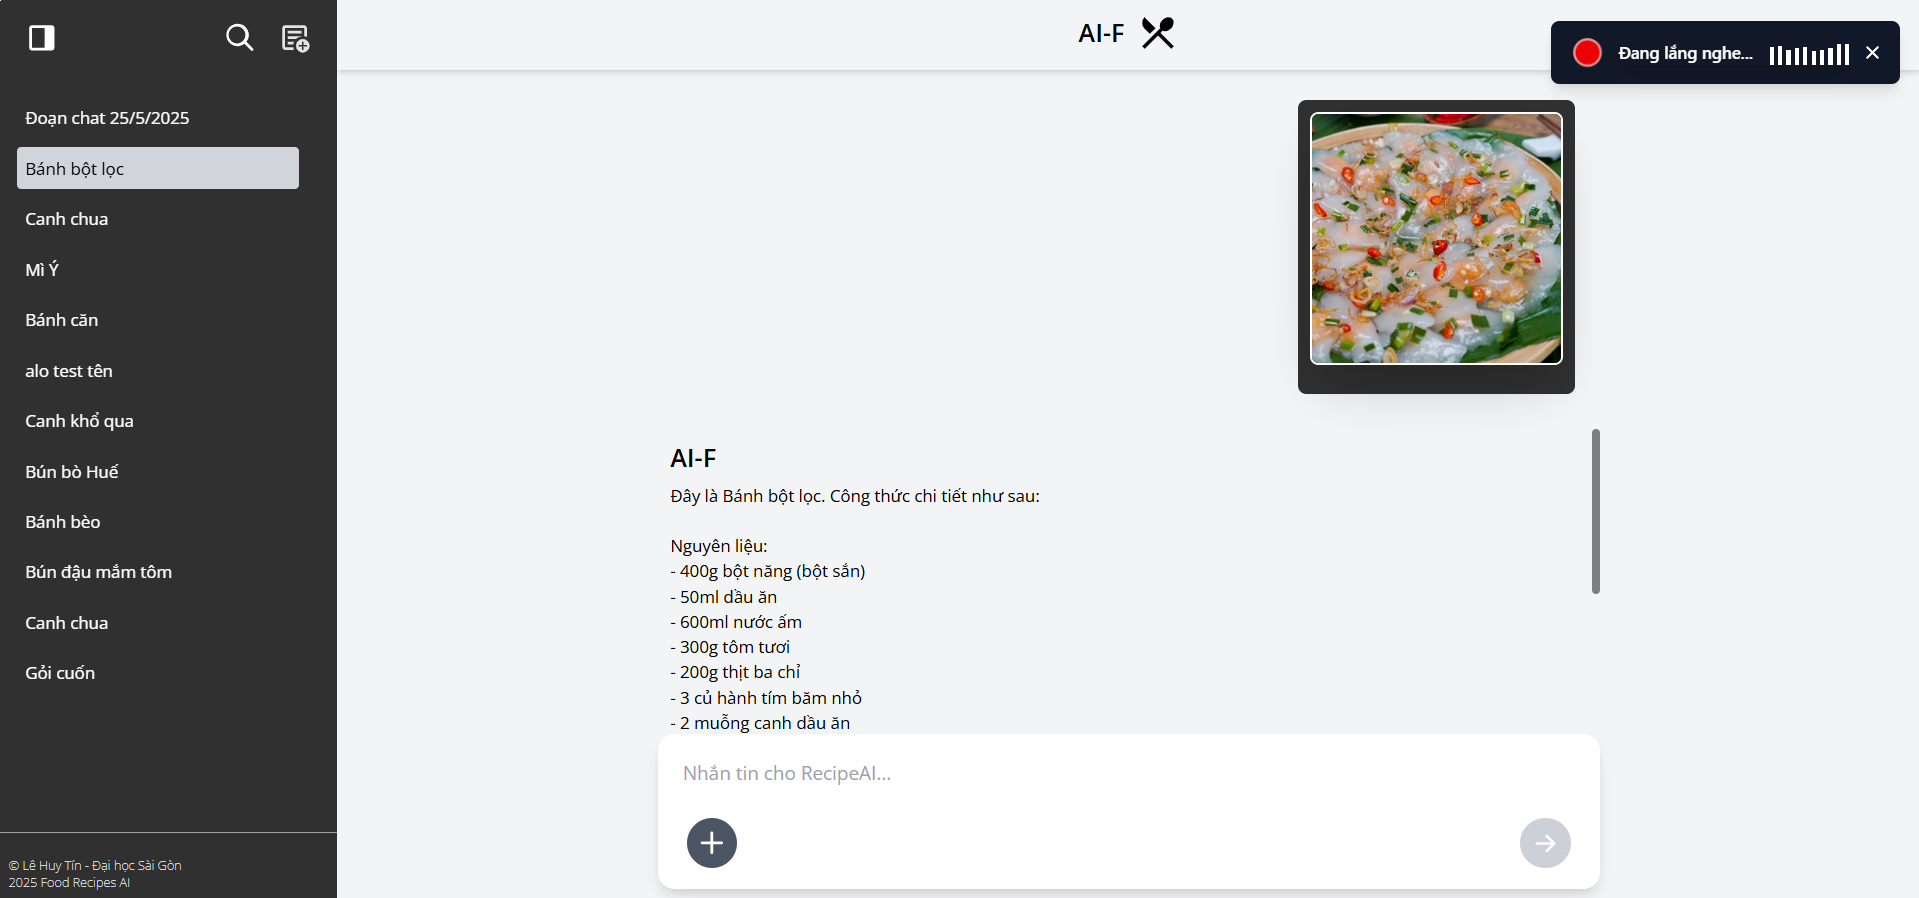 AI-F
Đang lắng nghe...
Đoạn chat 25/5/2025
Bánh bột lọc
Canh chua
Mì Ý
Bánh căn
alo test tên
Canh khổ qua
Bún bò Huế
Bánh bèo
Bún đậu mắm tôm
Canh chua
Gỏi cuốn
© Lê Huy Tín - Đại học Sài Gòn
2025 Food Recipes AI
AI-F
Đây là Bánh bột lọc. Công thức chi tiết như sau:
Nguyên liệu:
- 400g bột năng (bột sắn)
- 50ml dầu ăn
- 600ml nước ấm
- 300g tôm tươi
- 200g thịt ba chỉ
- 3 củ hành tím băm nhỏ
- 2 muỗng canh dầu ăn
Nhắn tin cho RecipeAI...